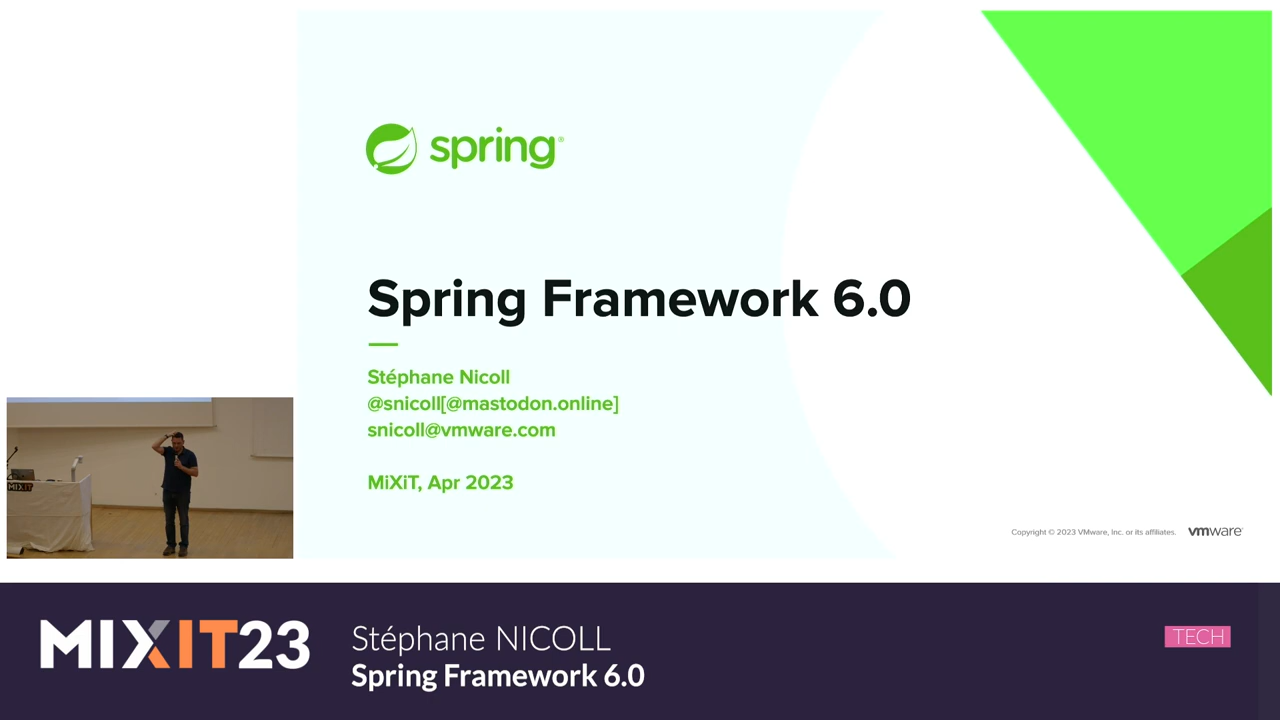 spring
Spring Framework 6.0
Stéphane Nicoll
@snicoll[@mastodon.online]
snicoll@vmware.com
MiXiT, Apr 2023
Copyright © 2023 VMware, Inc. or its affiliates.
vmware
MIXIT
MIXIT23
Stéphane NICOLL
Spring Framework 6.0
TECH